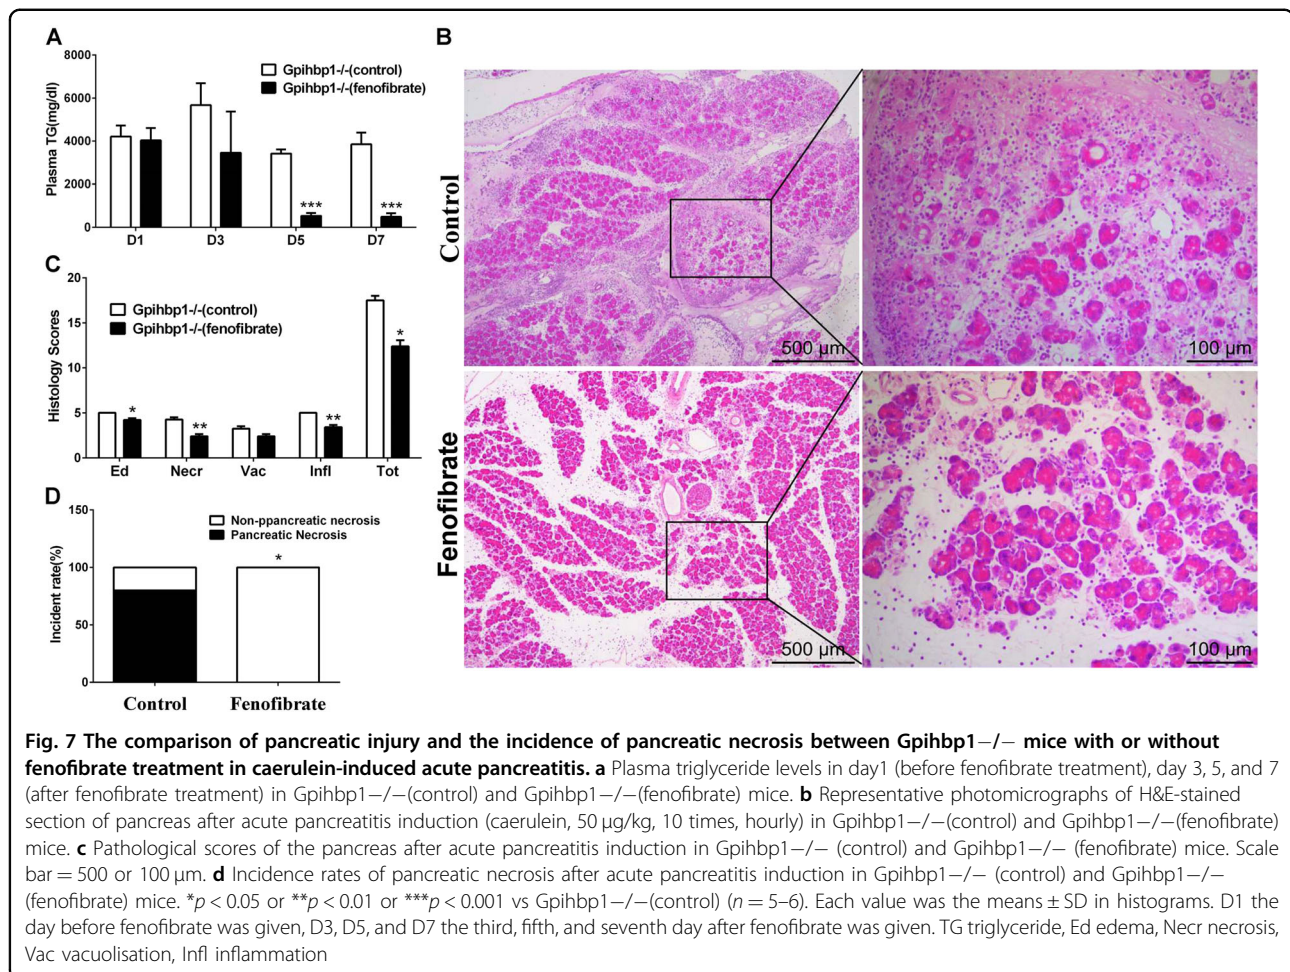 A
8000
6000
4000
2000
0
Plasma TG(mg/dl)
Gpihbp1-/-(control)
Gpihbp1-/-(fenofibrate)
***
***
D1 D3 D5 D7
B
Control
500 µm
100 µm
Fenofibrate
500 µm
100 µm
C
20
15
10
5
0
Histology Scores
Gpihbp1-/-(control)
Gpihbp1-/-(fenofibrate)
*
**
**
*
Ed Necr Vac Infl Tot
D
150
100
50
0
Incident rate(%)
Non-ppancreatic necrosis
Pancreatic Necrosis
*
Control Fenofibrate
Fig. 7 The comparison of pancreatic injury and the incidence of pancreatic necrosis between Gpihbp1−/− mice with or without
fenofibrate treatment in caerulein-induced acute pancreatitis. a Plasma triglyceride levels in day1 (before fenofibrate treatment), day 3, 5, and 7
(after fenofibrate treatment) in Gpihbp1−/−(control) and Gpihbp1−/−(fenofibrate) mice. b Representative photomicrographs of H&E-stained
section of pancreas after acute pancreatitis induction (caerulein, 50 µg/kg, 10 times, hourly) in Gpihbp1−/−(control) and Gpihbp1−/−(fenofibrate)
mice. c Pathological scores of the pancreas after acute pancreatitis induction in Gpihbp1−/− (control) and Gpihbp1−/− (fenofibrate) mice. Scale
bar = 500 or 100 µm. d Incidence rates of pancreatic necrosis after acute pancreatitis induction in Gpihbp1−/− (control) and Gpihbp1−/−
(fenofibrate) mice. *p < 0.05 or **p < 0.01 or ***p < 0.001 vs Gpihbp1−/−(control) (n = 5–6). Each value was the means ± SD in histograms. D1 the
day before fenofibrate was given, D3, D5, and D7 the third, fifth, and seventh day after fenofibrate was given. TG triglyceride, Ed edema, Necr necrosis,
Vac vacuolisation, Infl inflammation